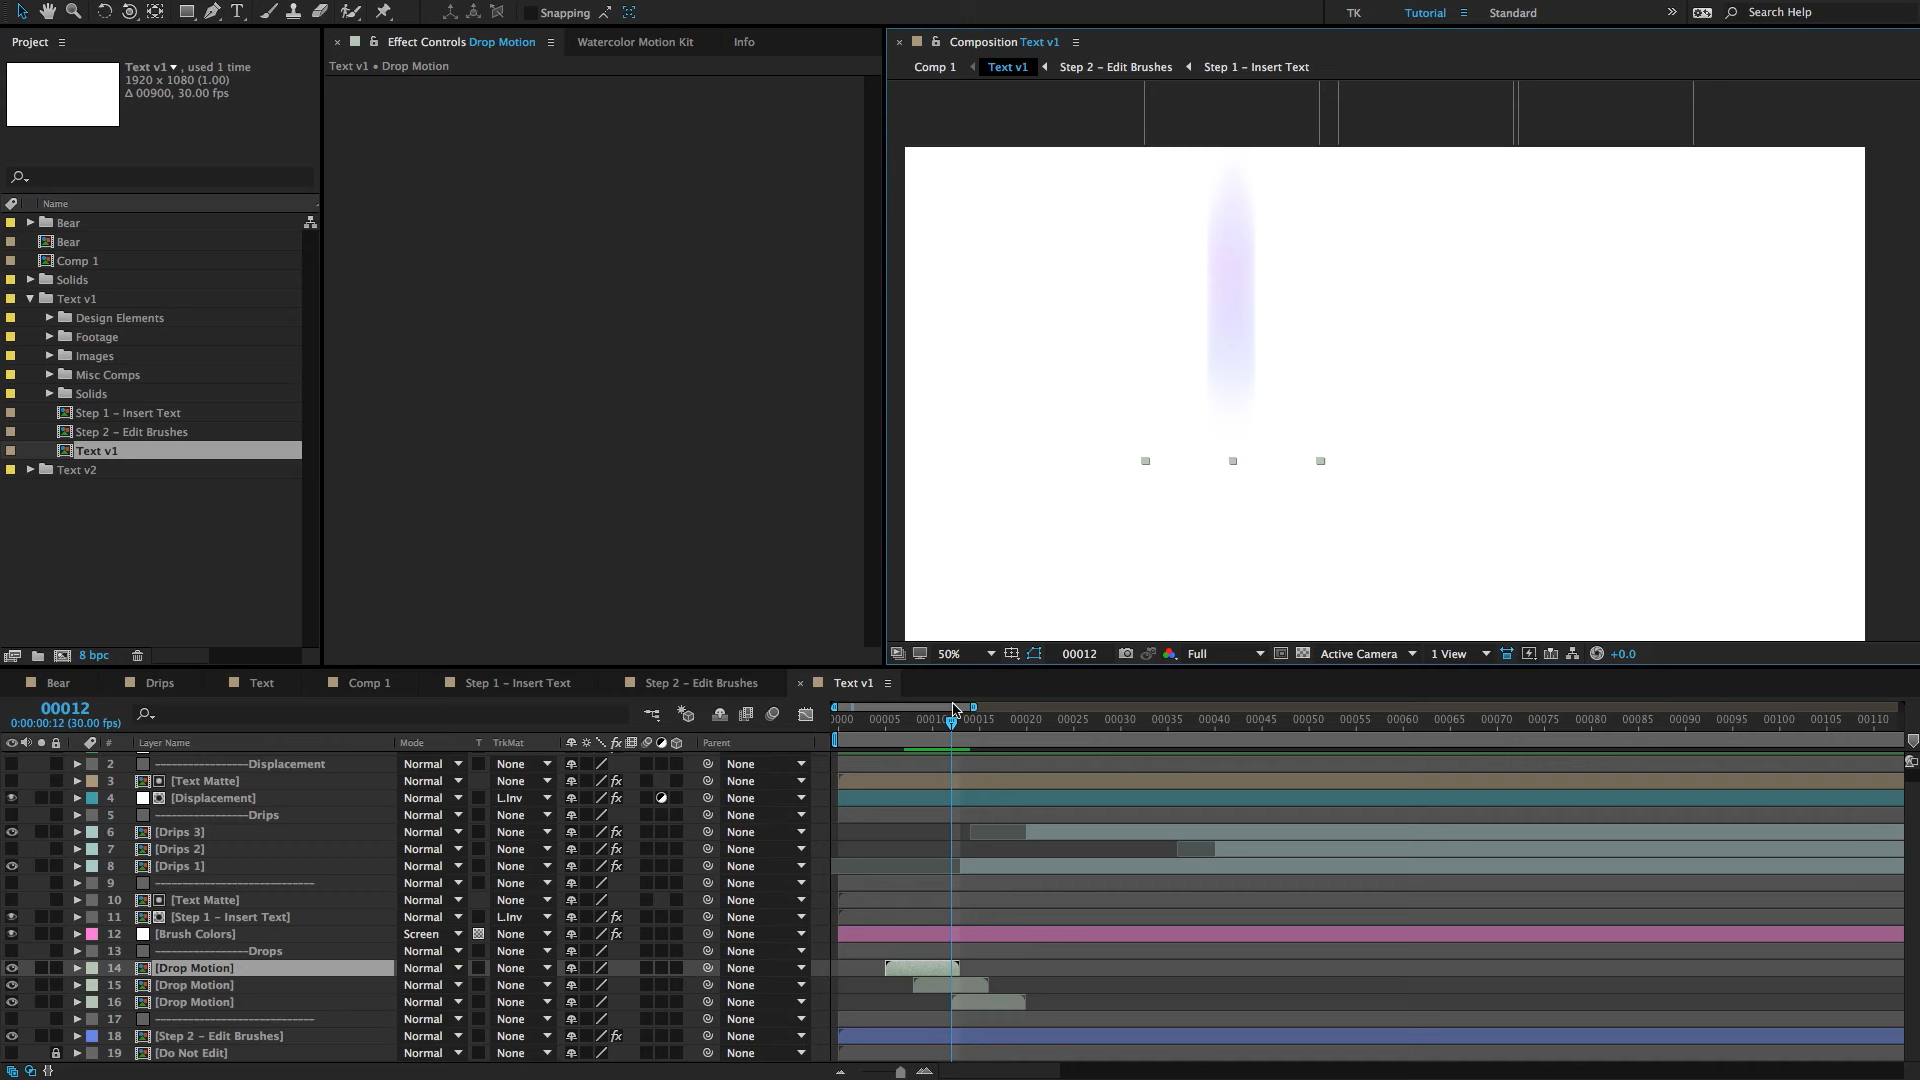 Snapping
TK
Tutorial
Standard
Search Help
Project
Effect Controls Drop Motion
Watercolor Motion Kit
Info
Composition Text v1
Text v1 , used 1 time
1920 x 1080 (1.00)
Δ 00900, 30.00 fps
Text v1 • Drop Motion
Comp 1
Text v1
Step 2 – Edit Brushes
Step 1 – Insert Text
Name
Bear
Bear
Comp 1
Solids
Text v1
Design Elements
Footage
Images
Misc Comps
Solids
Step 1 – Insert Text
Step 2 – Edit Brushes
Text v1
Text v2
8 bpc
50%
00012
Full
Active Camera
1 View
+0.0
Bear
Drips
Text
Comp 1
Step 1 – Insert Text
Step 2 – Edit Brushes
Text v1
00012
0:00:00:12 (30.00 fps)
0000 00005 00010 00015 00020 00025 00030 00035 00040 00045 00050 00055 00060 00065 00070 00075 00080 00085 00090 00095 00100 00105 00110
# Layer Name Mode T TrkMat fx Parent
2 -----------------Displacement Normal None None
3 [Text Matte] Normal None fx None
4 [Displacement] Normal L.Inv fx None
5 -----------------Drips Normal None None
6 [Drips 3] Normal None fx None
7 [Drips 2] Normal None fx None
8 [Drips 1] Normal None fx None
9 ----------------------------- Normal None None
10 [Text Matte] Normal None None
11 [Step 1 – Insert Text] Normal L.Inv fx None
12 [Brush Colors] Screen None fx None
13 -----------------Drops Normal None None
14 [Drop Motion] Normal None None
15 [Drop Motion] Normal None None
16 [Drop Motion] Normal None None
17 ----------------------------- Normal None None
18 [Step 2 – Edit Brushes] Normal None fx None
19 [Do Not Edit] Normal None None